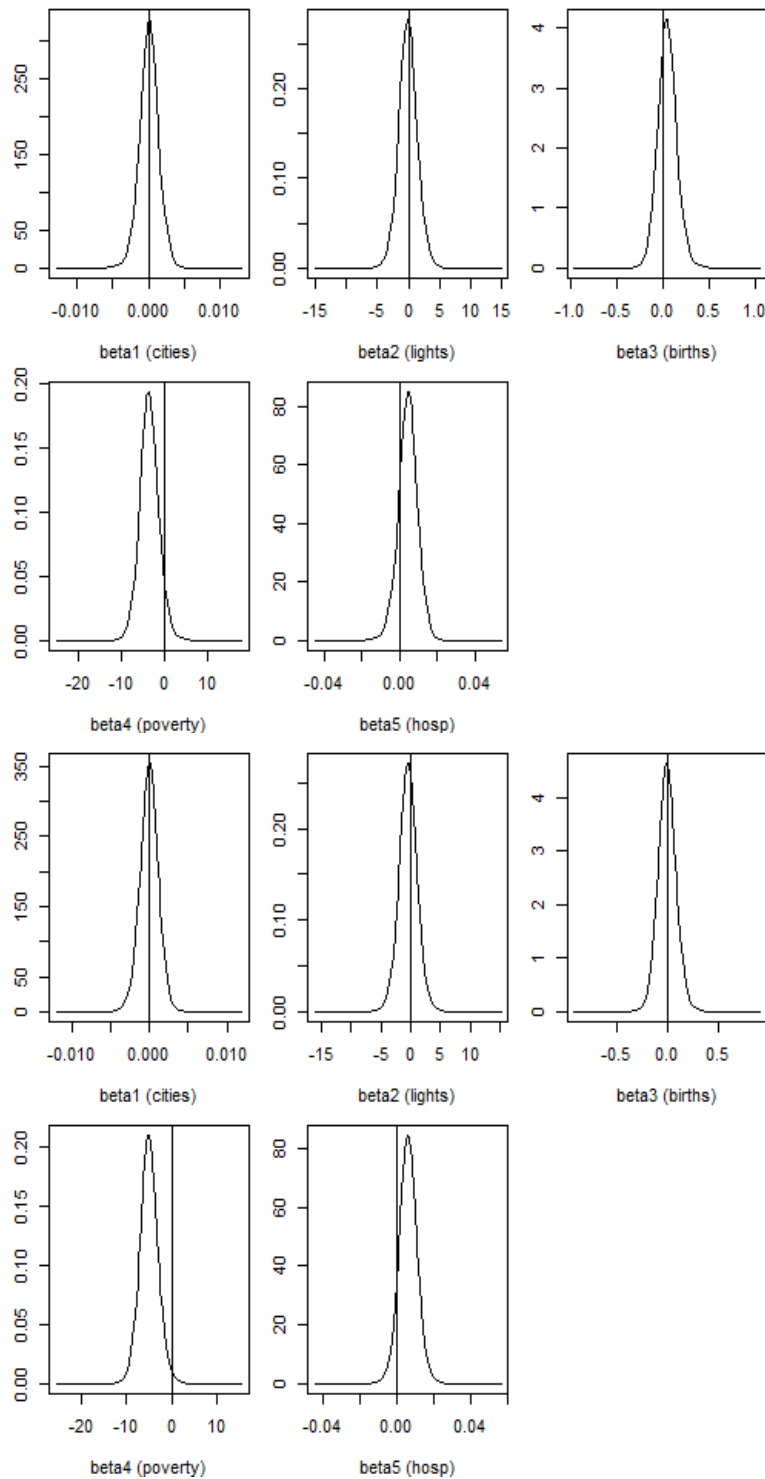 0 50 150 250
-0.010 0.000 0.010
beta1 (cities)
0.00 0.10 0.20
-15 -5 0 5 10 15
beta2 (lights)
0 1 2 3 4
-1.0 -0.5 0.0 0.5 1.0
beta3 (births)
0.00 0.05 0.10 0.15 0.20
-20 -10 0 10
beta4 (poverty)
0 20 40 60 80
-0.04 0.00 0.04
beta5 (hosp)
0 50 150 250 350
-0.010 0.000 0.010
beta1 (cities)
0.00 0.10 0.20
-15 -5 0 5 10
beta2 (lights)
0 1 2 3 4
-0.5 0.0 0.5
beta3 (births)
0.00 0.05 0.10 0.15 0.20
-20 -10 0 10
beta4 (poverty)
0 20 40 60 80
-0.04 0.00 0.04
beta5 (hosp)